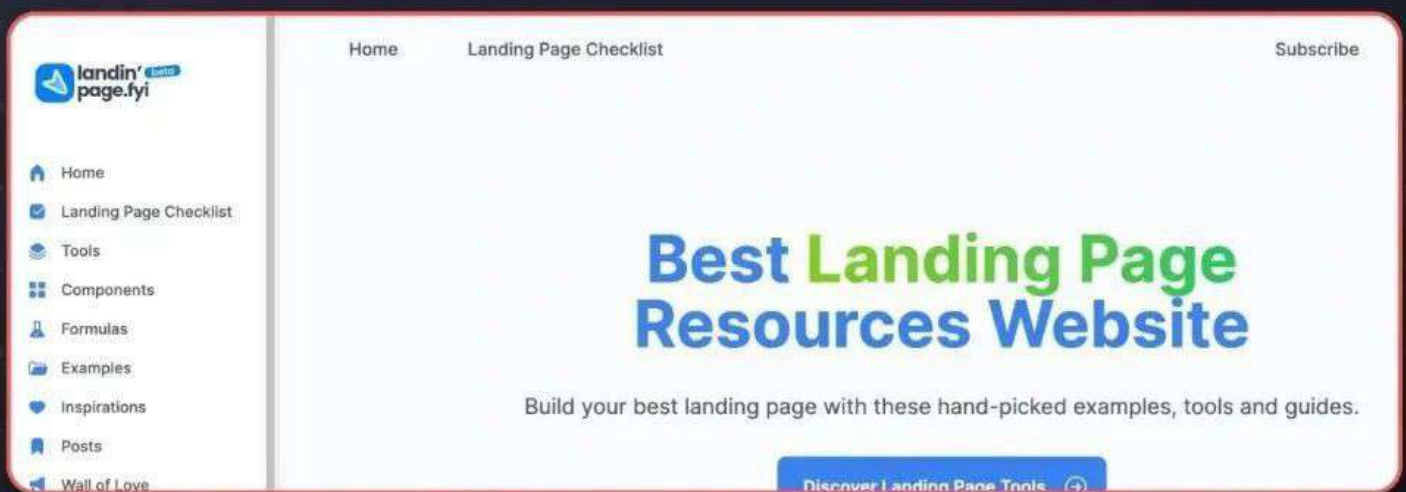 landin' beta
page.fyi
Home
Landing Page Checklist
Tools
Components
Formulas
Examples
Inspirations
Posts
Wall of Love
Home Landing Page Checklist Subscribe
Best Landing Page
Resources Website
Build your best landing page with these hand-picked examples, tools and guides.
Discover Landing Page Tools